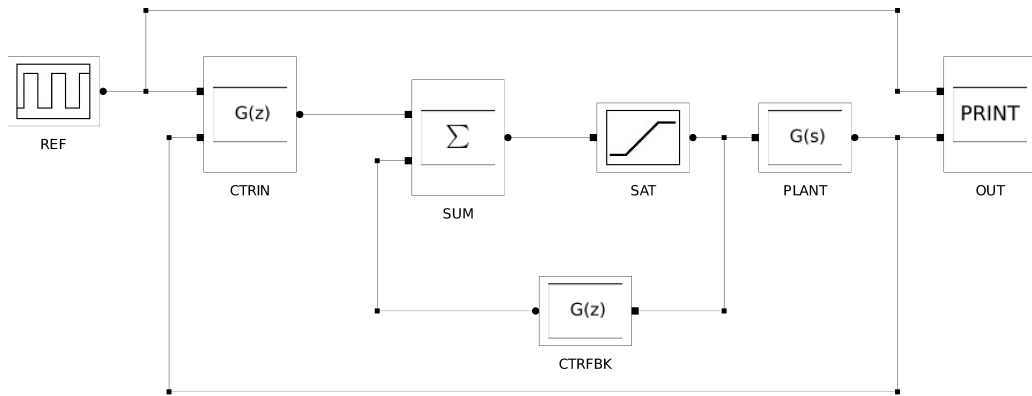 REF
G(z)
CTRIN
Σ
SUM
SAT
G(s)
PLANT
PRINT
OUT
G(z)
CTRFBK